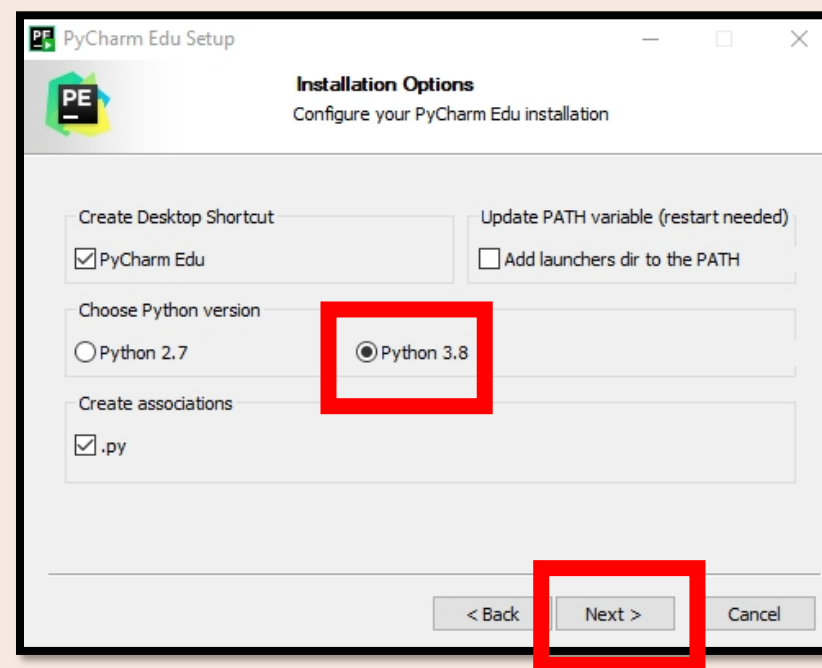 PE PyCharm Edu Setup
PE
Installation Options
Configure your PyCharm Edu installation
Create Desktop Shortcut
PyCharm Edu
Update PATH variable (restart needed)
Add launchers dir to the PATH
Choose Python version
Python 2.7
Python 3.8
Create associations
.py
< Back
Next >
Cancel